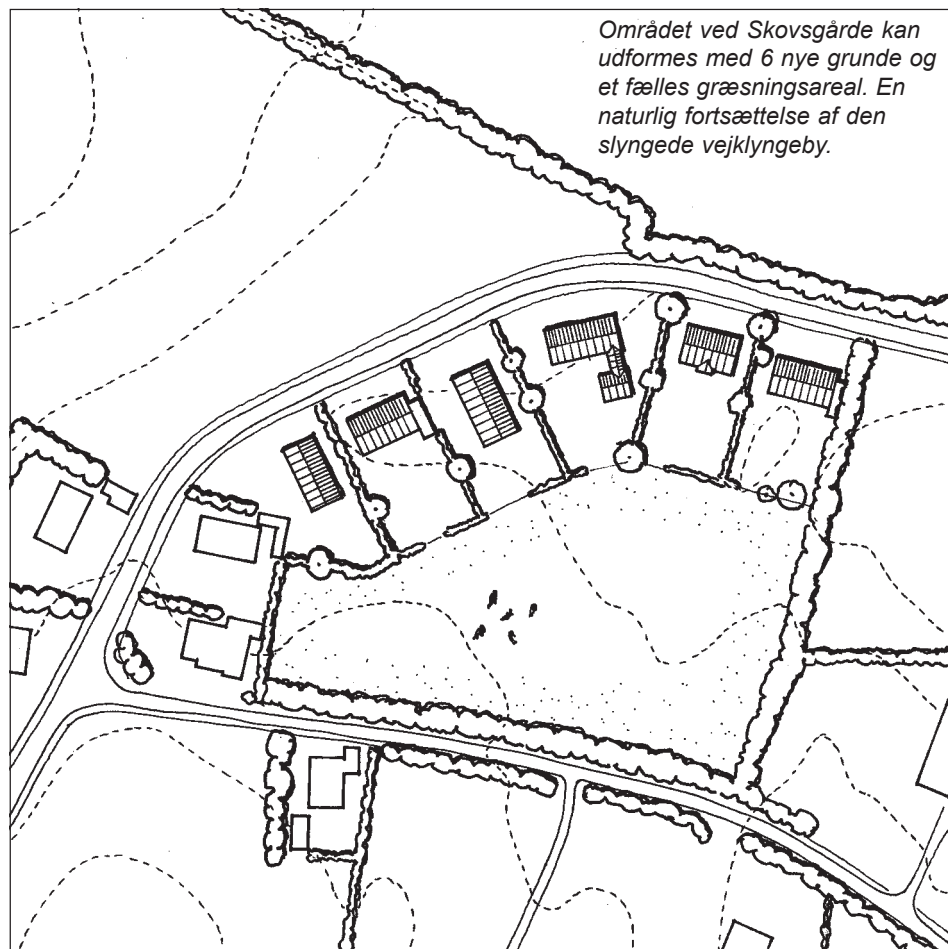 Området ved Skovsgårde kan
udformes med 6 nye grunde og
et fælles græsningsareal. En
naturlig fortsættelse af den
slyngede vejklyngeby.